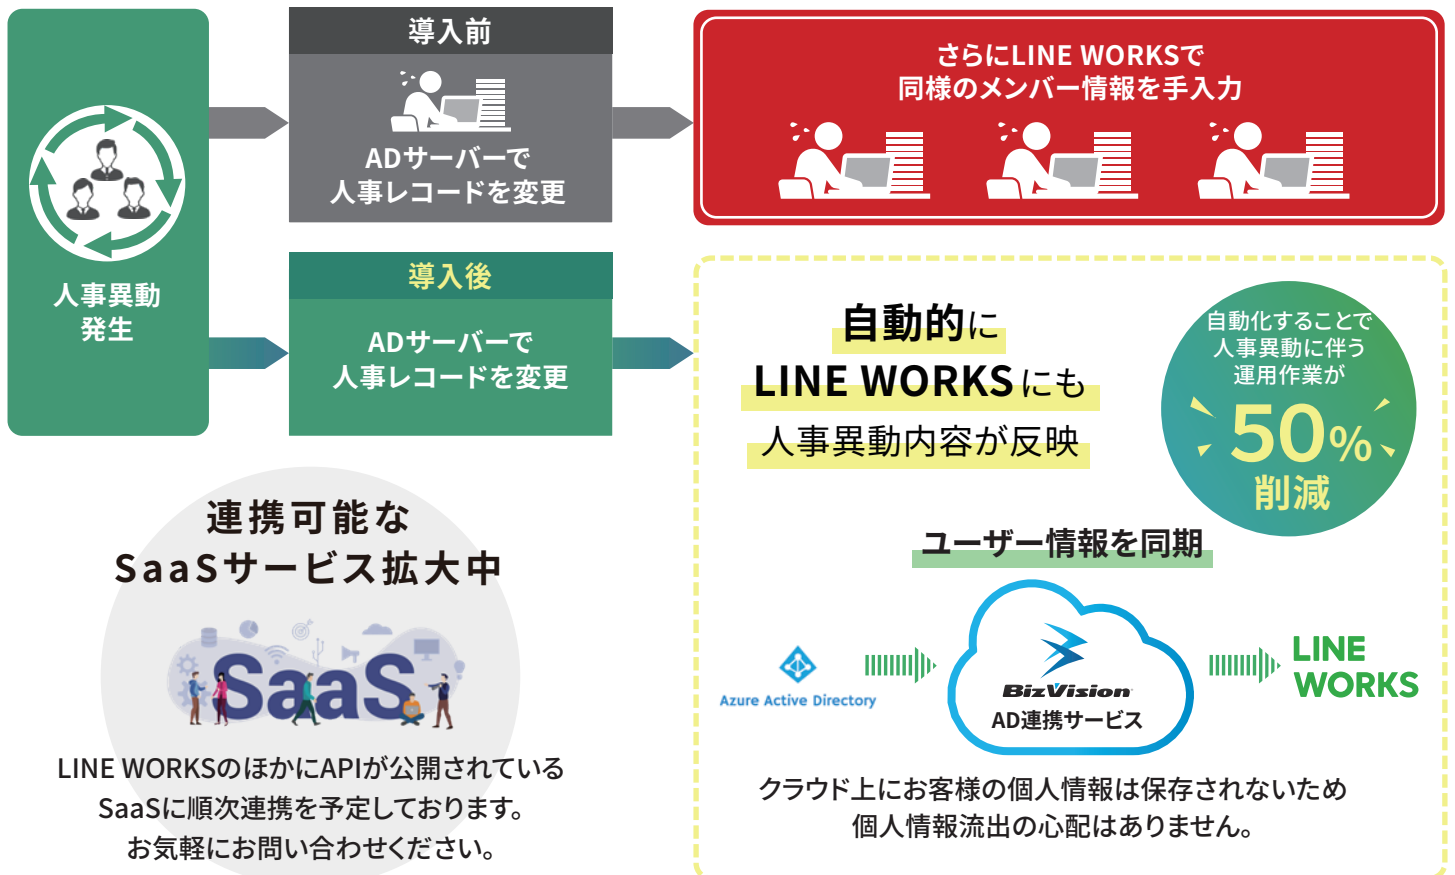 人事異動
発生
導入前
ADサーバーで
人事レコードを変更
さらにLINE WORKSで
同様のメンバー情報を手入力
導入後
ADサーバーで
人事レコードを変更
自動的に
LINE WORKSにも
人事異動内容が反映
自動化することで
人事異動に伴う
運用作業が
50%
削減
ユーザー情報を同期
Azure Active Directory
BizVision
AD連携サービス
LINE
WORKS
クラウド上にお客様の個人情報は保存されないため
個人情報流出の心配はありません。
連携可能な
SaaSサービス拡大中
SaaS
LINE WORKSのほかにAPIが公開されている
SaaSに順次連携を予定しております。
お気軽にお問い合わせください。